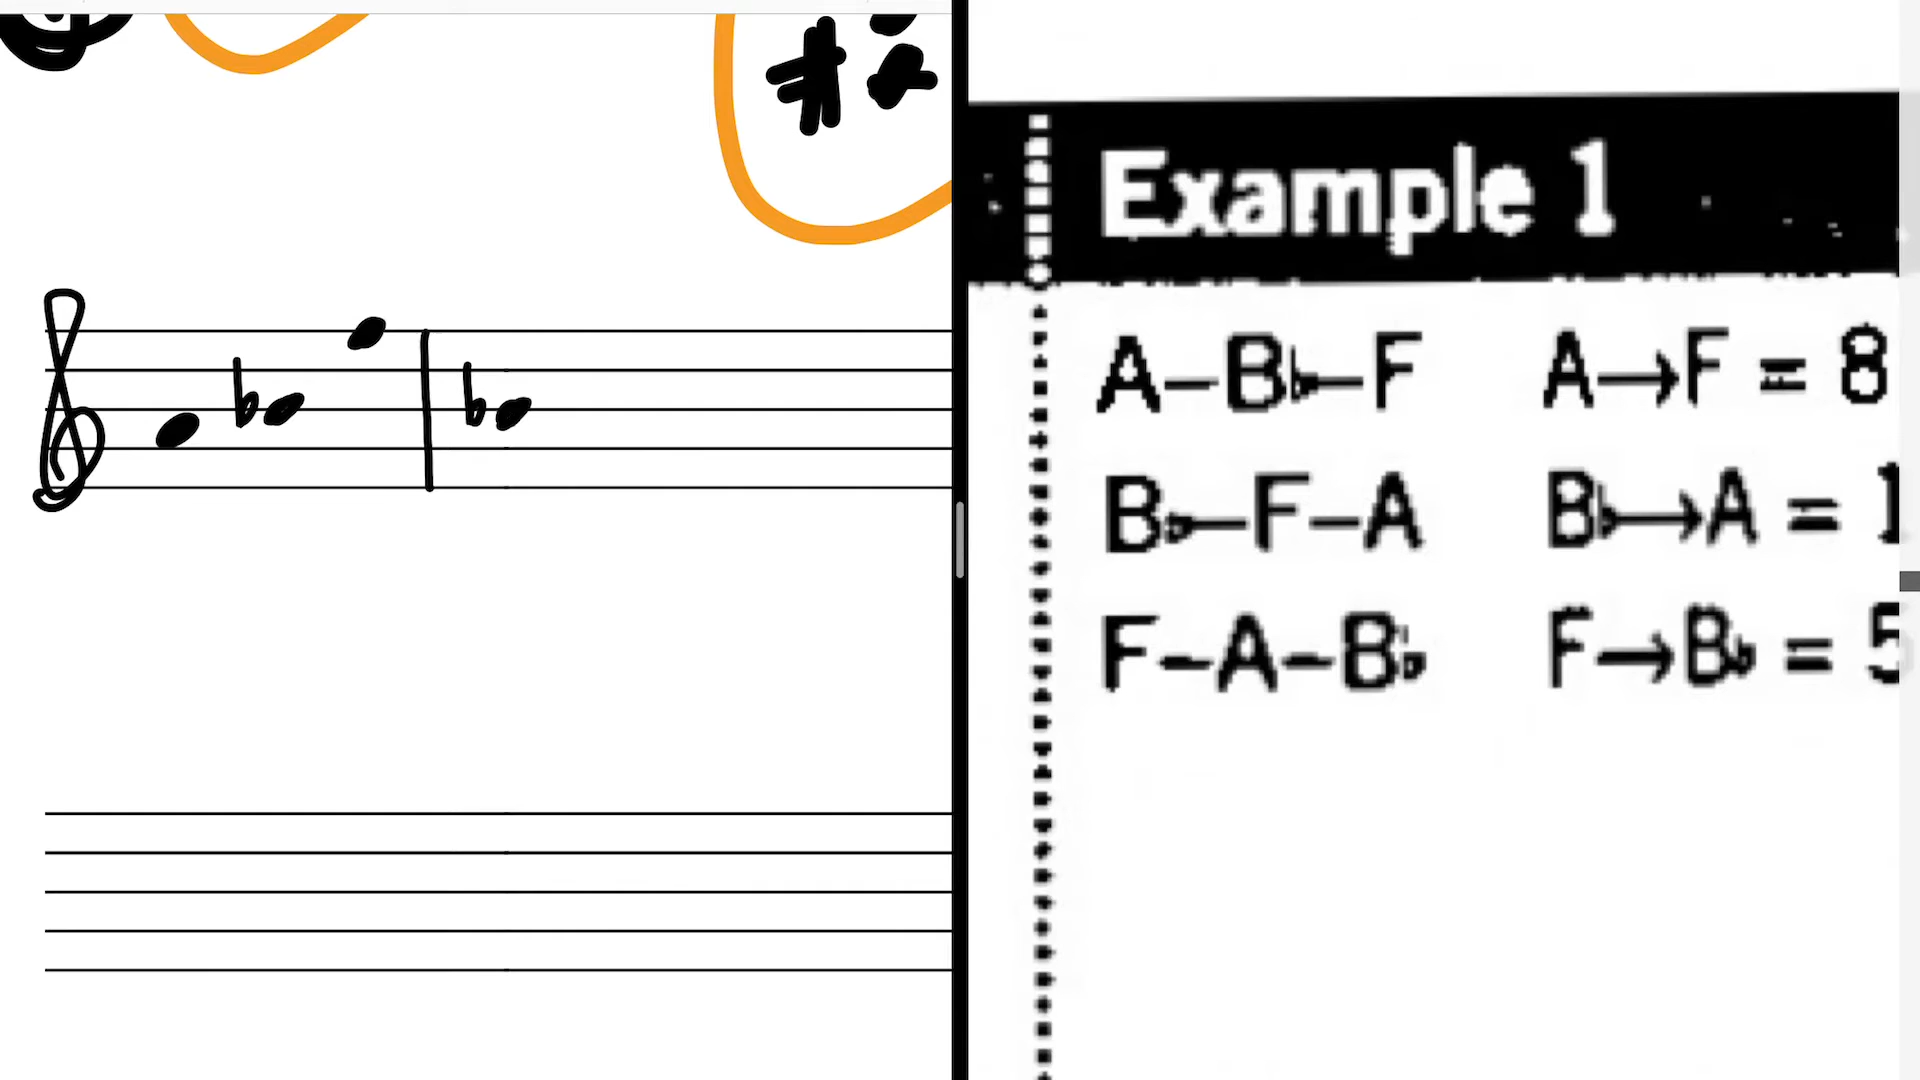 Example 1
A–B♭–F A→F = 8
B♭–F–A B♭→A = 1
F–A–B♭ F→B♭ = 5